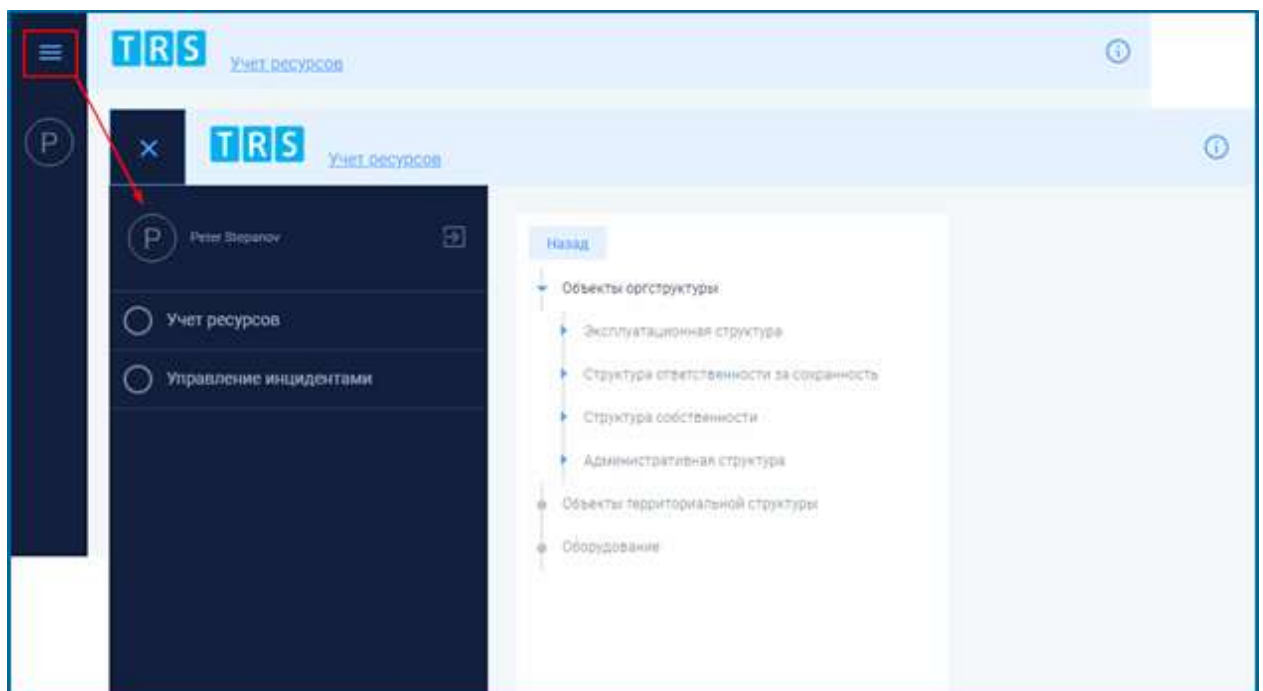 TRS
Учет ресурсов
P
TRS
Учет ресурсов
P Peter Stepanov
Назад
Объекты оргструктуры
Учет ресурсов
Эксплуатационная структура
Управление инцидентами
Структура ответственности за сохранность
Структура собственности
Административная структура
Объекты территориальной структуры
Оборудование